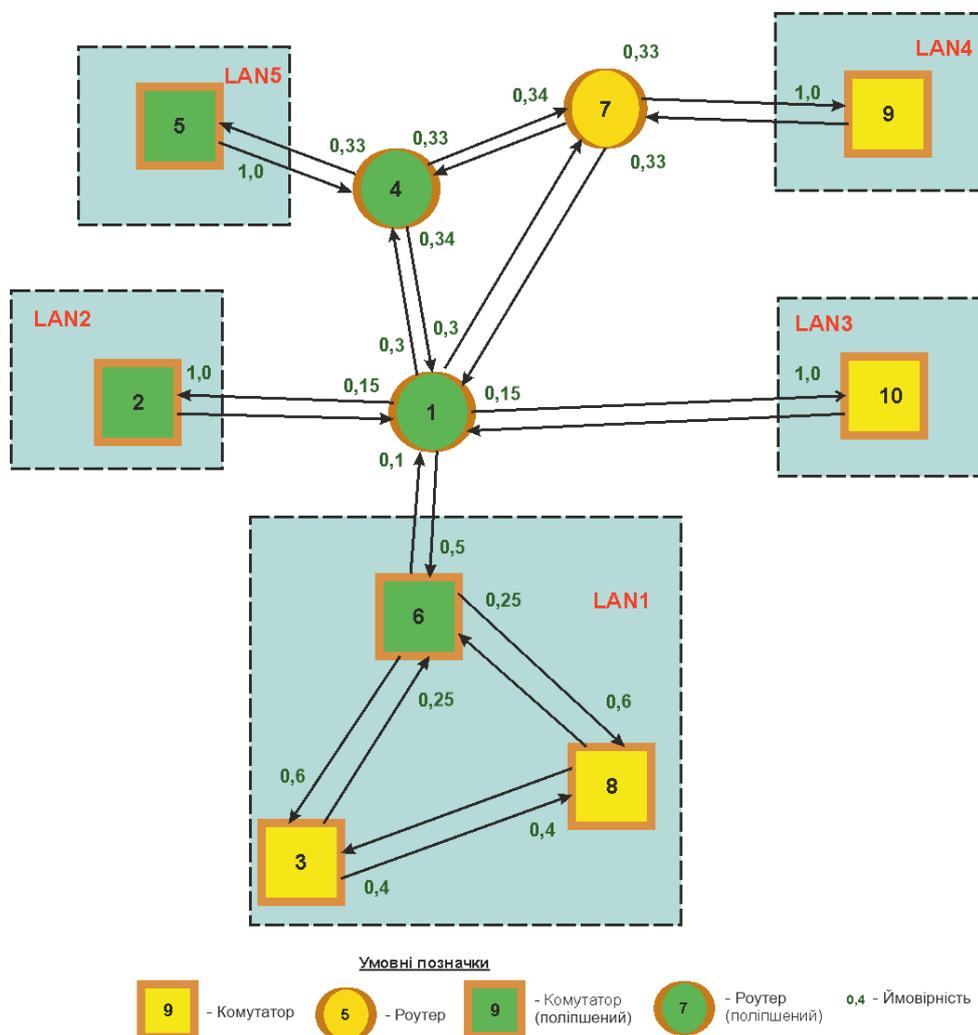 0,33
LAN5
LAN4
7
0,34
1,0
9
5
0,33
0,33
0,33
1,0
4
0,34
LAN2
LAN3
0,3
0,3
1,0
0,15
0,15
1,0
2
1
10
0,1
0,5
LAN1
6
0,25
0,25
0,6
0,6
8
0,4
3
0,4
Умовні позначки
9 - Комутатор
5 - Роутер
9 - Комутатор (поліпшений)
7 - Роутер (поліпшений)
0,4 - Ймовірність